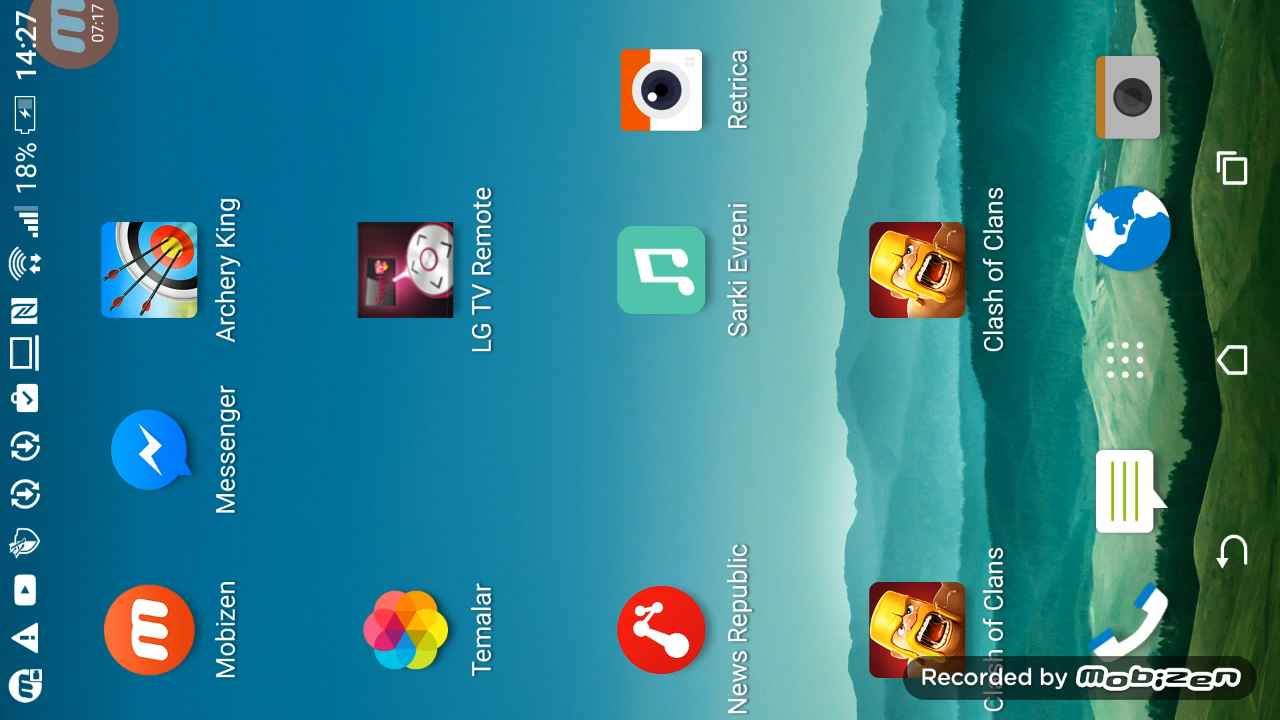 18% 14:27
07:17
Mobizen
Messenger
Archery King
Temalar
LG TV Remote
News Republic
Sarki Evreni
Retrica
Clash of Clans
Clash of Clans
Recorded by mobizen